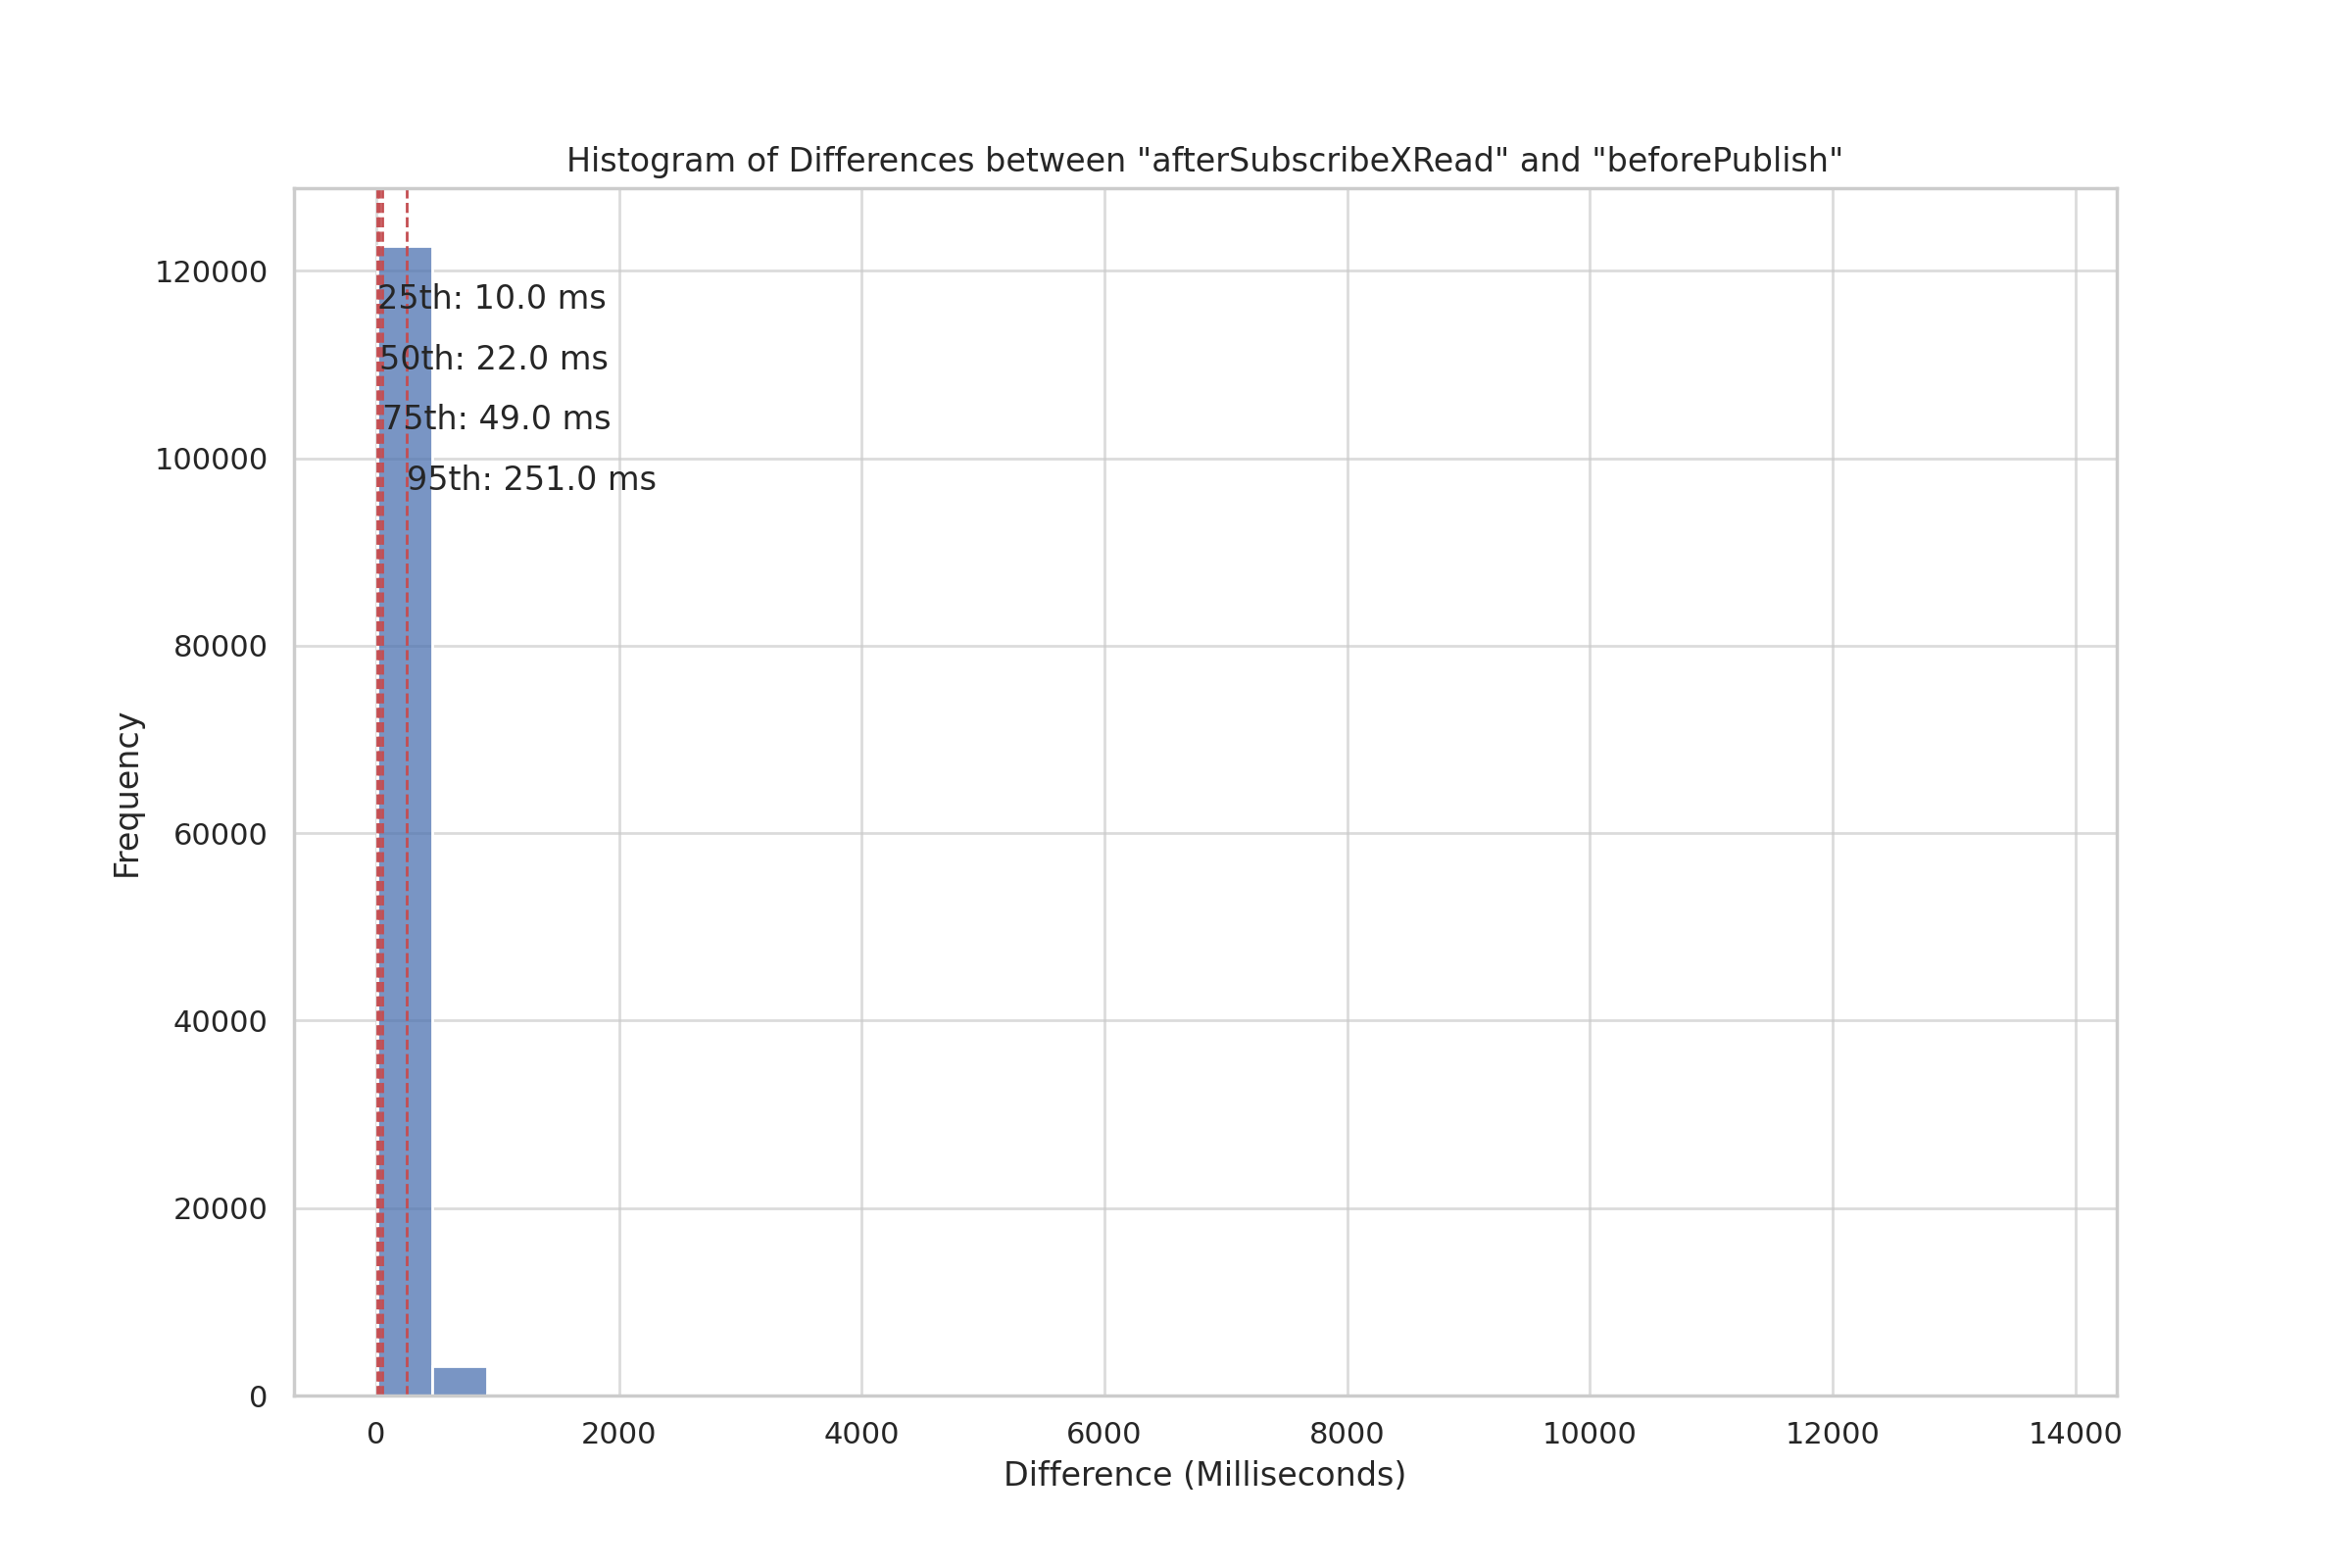 Histogram of Differences between "afterSubscribeXRead" and "beforePublish"
120000
100000
80000
60000
40000
20000
0
Frequency
25th: 10.0 ms
50th: 22.0 ms
75th: 49.0 ms
95th: 251.0 ms
0 2000 4000 6000 8000 10000 12000 14000
Difference (Milliseconds)